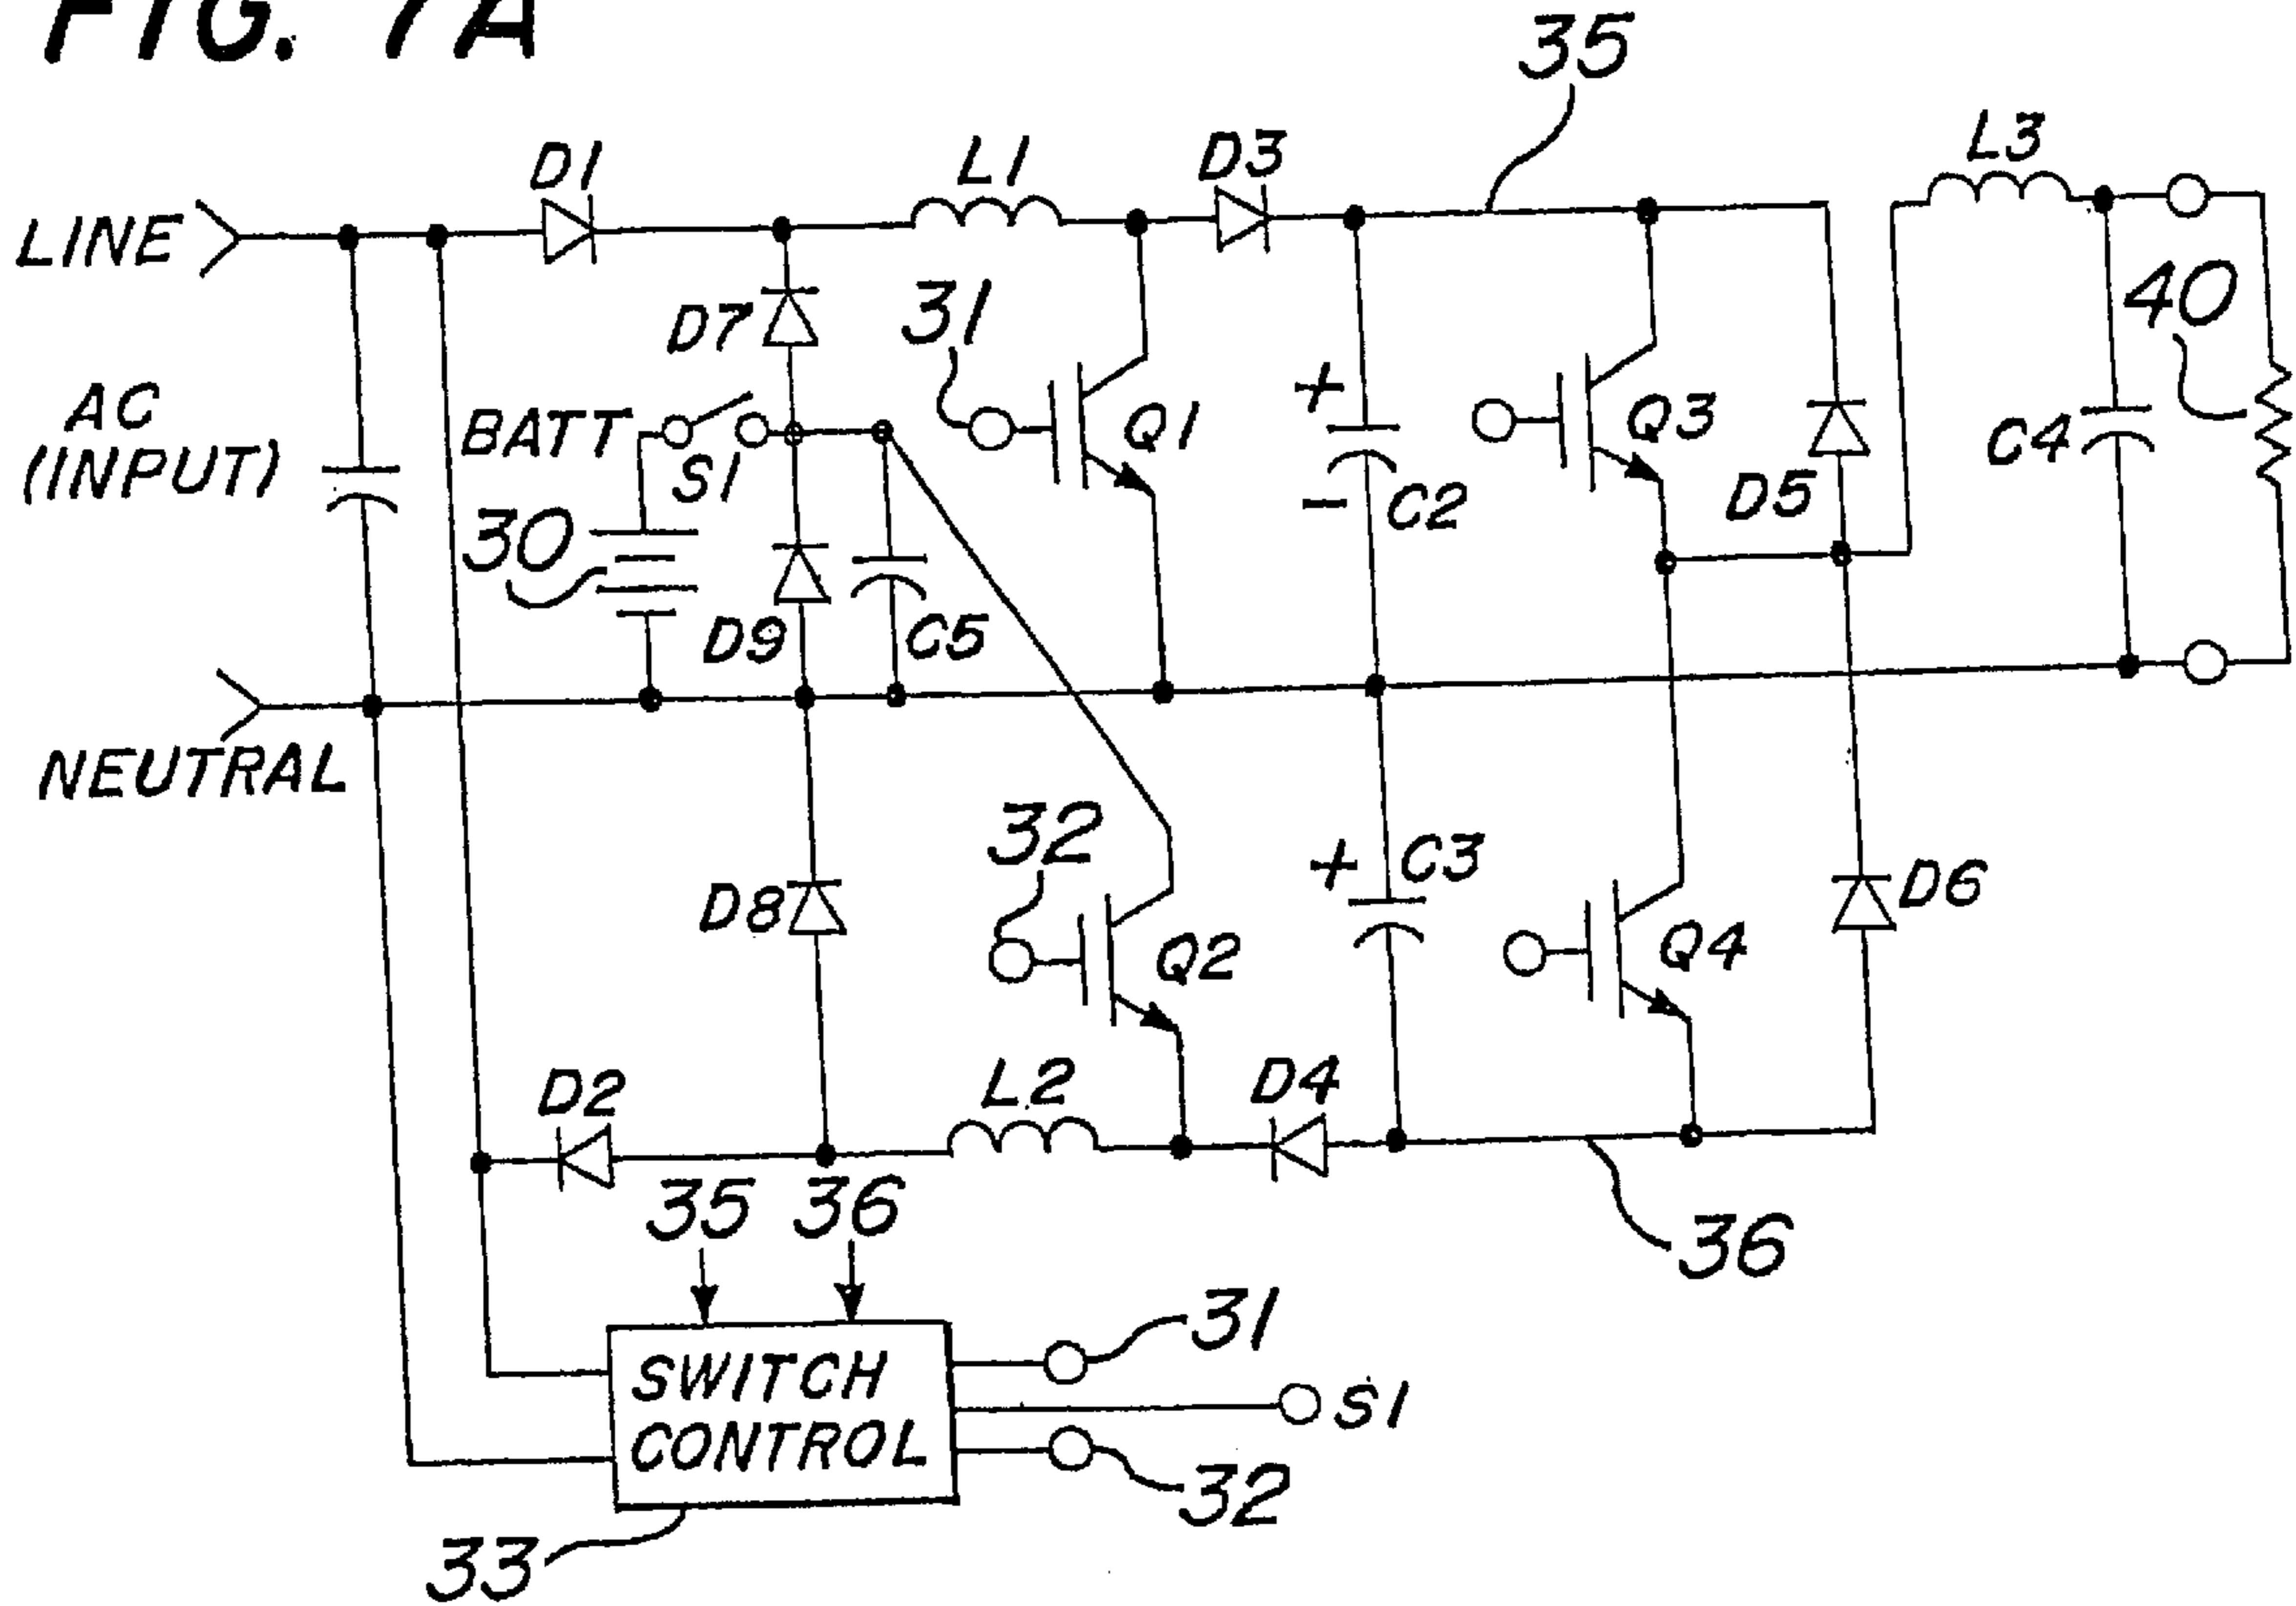 FIG. 7A
35
D1
L1
D3
L3
LINE
D7
31
40
AC
(INPUT)
BATT
S1
Q1
+
-
C2
Q3
D5
C4
30
D9
C5
NEUTRAL
32
+
C3
D8
Q2
Q4
D6
D2
L2
D4
35
36
36
SWITCH
CONTROL
31
S1
32
33